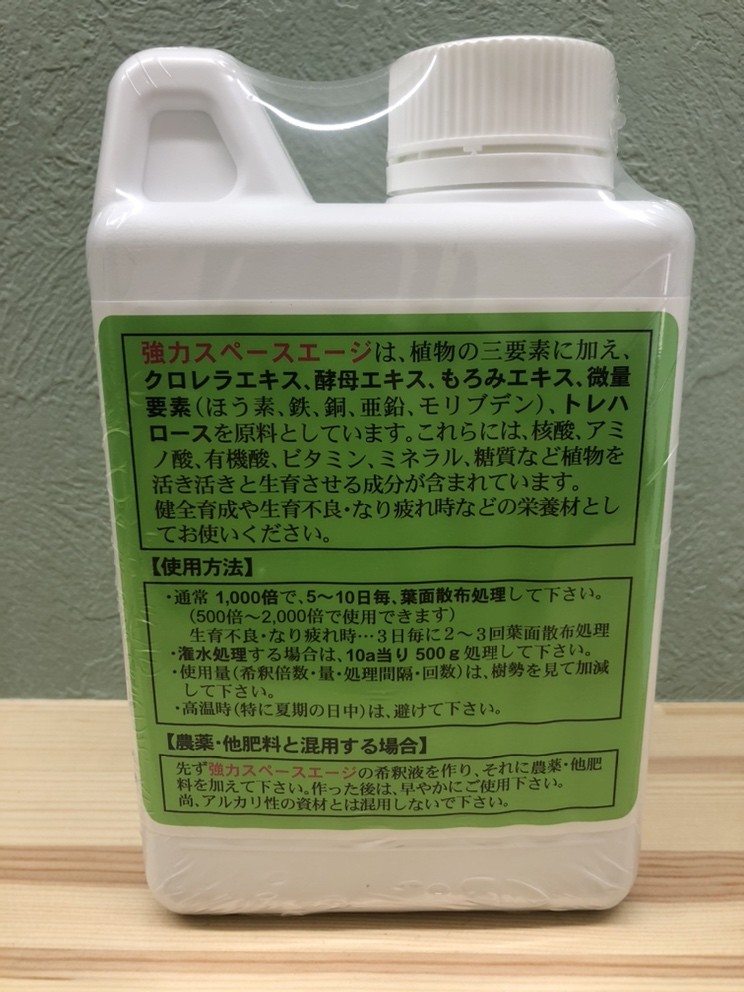 強力スペースエージは、植物の三要素に加え、
クロレラエキス、酵母エキス、もろみエキス、微量
要素（ほう素、鉄、銅、亜鉛、モリブデン）、トレハ
ロースを原料としています。これらには、核酸、アミ
ノ酸、有機酸、ビタミン、ミネラル、糖質など植物を
活き活きと生育させる成分が含まれています。
健全育成や生育不良・なり疲れ時などの栄養材とし
てお使いください。
【使用方法】
・通常 1,000倍で、5〜10日毎、葉面散布処理して下さい。
（500倍〜2,000倍で使用できます）
生育不良・なり疲れ時…３日毎に２〜３回葉面散布処理
・潅水処理する場合は、10a当り 500ｇ処理して下さい。
・使用量（希釈倍数・量・処理間隔・回数）は、樹勢を見て加減
して下さい。
・高温時（特に夏期の日中）は、避けて下さい。
【農薬・他肥料と混用する場合】
先ず強力スペースエージの希釈液を作り、それに農薬・他肥
料を加えて下さい。作った後は、早やかにご使用下さい。
尚、アルカリ性の資材とは混用しないで下さい。